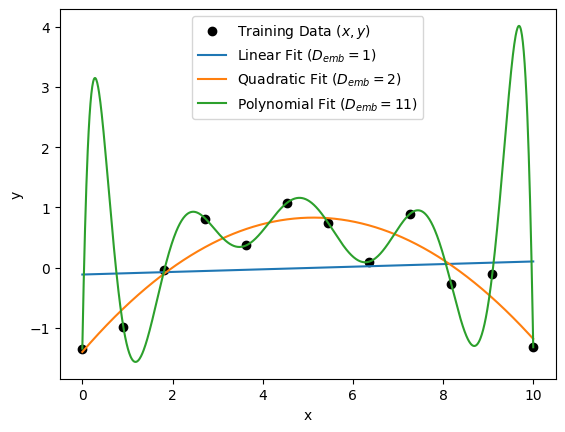 Training Data (x, y)
Linear Fit (D_emb = 1)
Quadratic Fit (D_emb = 2)
Polynomial Fit (D_emb = 11)
4
3
2
1
0
−1
y
0 2 4 6 8 10
x